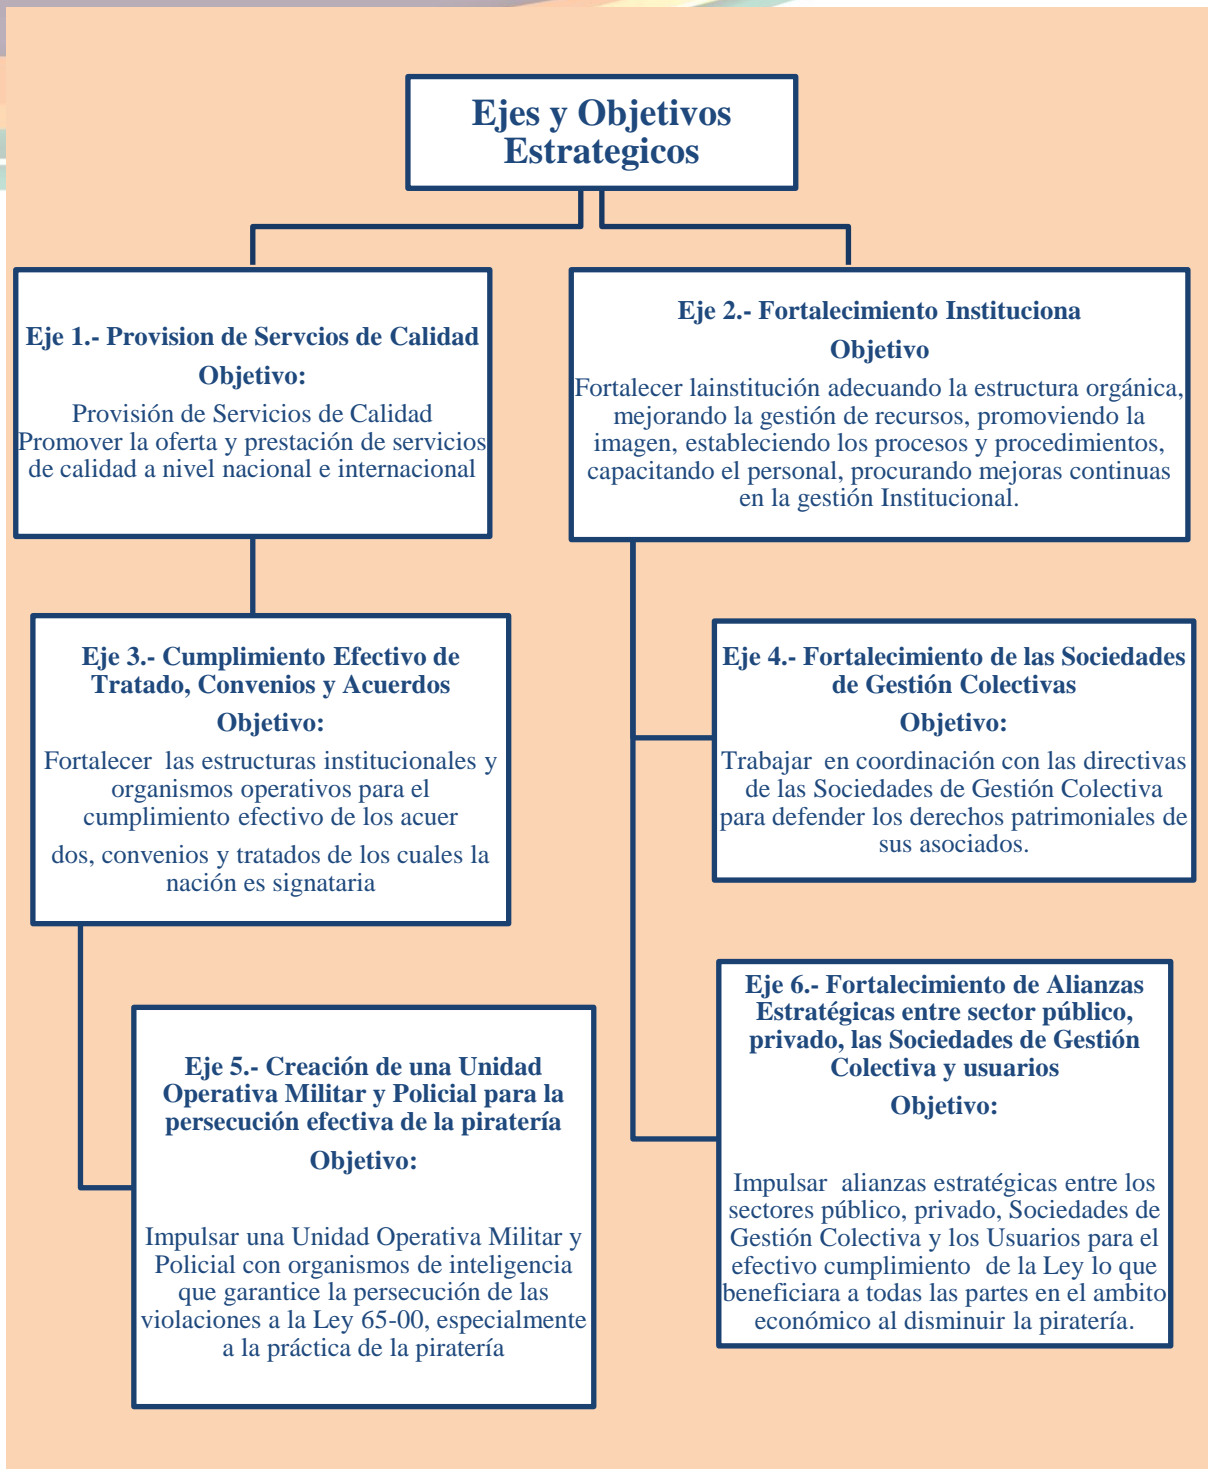 Ejes y Objetivos
Estrategicos
Eje 1.- Provision de Servcios de Calidad
Objetivo:
Provisión de Servicios de Calidad
Promover la oferta y prestación de servicios
de calidad a nivel nacional e internacional
Eje 2.- Fortalecimiento Instituciona
Objetivo
Fortalecer lainstitución adecuando la estructura orgánica,
mejorando la gestión de recursos, promoviendo la
imagen, estableciendo los procesos y procedimientos,
capacitando el personal, procurando mejoras continuas
en la gestión Institucional.
Eje 3.- Cumplimiento Efectivo de
Tratado, Convenios y Acuerdos
Objetivo:
Fortalecer las estructuras institucionales y
organismos operativos para el
cumplimiento efectivo de los acuer
dos, convenios y tratados de los cuales la
nación es signataria
Eje 4.- Fortalecimiento de las Sociedades
de Gestión Colectivas
Objetivo:
Trabajar en coordinación con las directivas
de las Sociedades de Gestión Colectiva
para defender los derechos patrimoniales de
sus asociados.
Eje 5.- Creación de una Unidad
Operativa Militar y Policial para la
persecución efectiva de la piratería
Objetivo:
Impulsar una Unidad Operativa Militar y
Policial con organismos de inteligencia
que garantice la persecución de las
violaciones a la Ley 65-00, especialmente
a la práctica de la piratería
Eje 6.- Fortalecimiento de Alianzas
Estratégicas entre sector público,
privado, las Sociedades de Gestión
Colectiva y usuarios
Objetivo:
Impulsar alianzas estratégicas entre los
sectores público, privado, Sociedades de
Gestión Colectiva y los Usuarios para el
efectivo cumplimiento de la Ley lo que
beneficiara a todas las partes en el ambito
económico al disminuir la piratería.